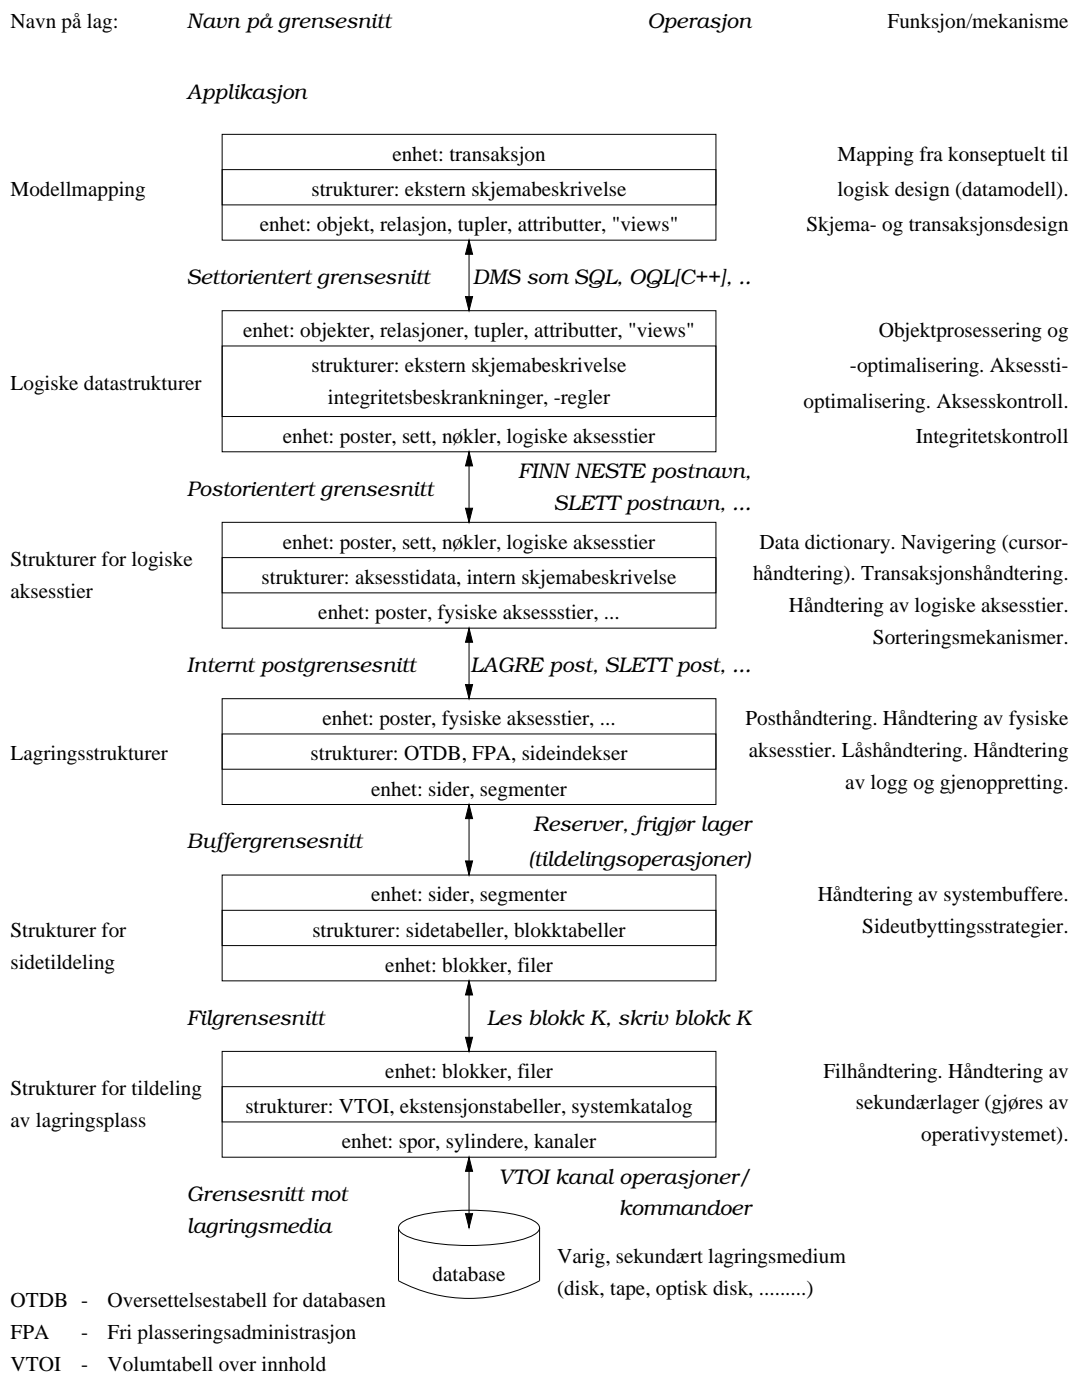 Navn på lag:
Navn på grensesnitt
Operasjon
Funksjon/mekanisme
Applikasjon
Modellmapping
enhet: transaksjon
strukturer: ekstern skjemabeskrivelse
enhet: objekt, relasjon, tupler, attributter, "views"
Mapping fra konseptuelt til
logisk design (datamodell).
Skjema- og transaksjonsdesign
Settorientert grensesnitt
DMS som SQL, OQL[C++], ..
Logiske datastrukturer
enhet: objekter, relasjoner, tupler, attributter, "views"
strukturer: ekstern skjemabeskrivelse
integritetsbeskrankninger, -regler
enhet: poster, sett, nøkler, logiske aksesstier
Objektprosessering og
-optimalisering. Aksessti-
optimalisering. Aksesskontroll.
Integritetskontroll
Postorientert grensesnitt
FINN NESTE postnavn,
SLETT postnavn, ...
Strukturer for logiske
aksesstier
enhet: poster, sett, nøkler, logiske aksesstier
strukturer: aksesstidata, intern skjemabeskrivelse
enhet: poster, fysiske aksessstier, ...
Data dictionary. Navigering (cursor-
håndtering). Transaksjonshåndtering.
Håndtering av logiske aksesstier.
Sorteringsmekanismer.
Internt postgrensesnitt
LAGRE post, SLETT post, ...
Lagringsstrukturer
enhet: poster, fysiske aksesstier, ...
strukturer: OTDB, FPA, sideindekser
enhet: sider, segmenter
Posthåndtering. Håndtering av fysiske
aksesstier. Låshåndtering. Håndtering
av logg og gjenoppretting.
Buffergrensesnitt
Reserver, frigjør lager
(tildelingsoperasjoner)
Strukturer for
sidetildeling
enhet: sider, segmenter
strukturer: sidetabeller, blokktabeller
enhet: blokker, filer
Håndtering av systembuffere.
Sideutbyttingsstrategier.
Filgrensesnitt
Les blokk K, skriv blokk K
Strukturer for tildeling
av lagringsplass
enhet: blokker, filer
strukturer: VTOI, ekstensjonstabeller, systemkatalog
enhet: spor, sylindere, kanaler
Filhåndtering. Håndtering av
sekundærlager (gjøres av
operativystemet).
Grensesnitt mot
lagringsmedia
VTOI kanal operasjoner/
kommandoer
database
Varig, sekundært lagringsmedium
(disk, tape, optisk disk, .........)
OTDB - Oversettelsestabell for databasen
FPA - Fri plasseringsadministrasjon
VTOI - Volumtabell over innhold